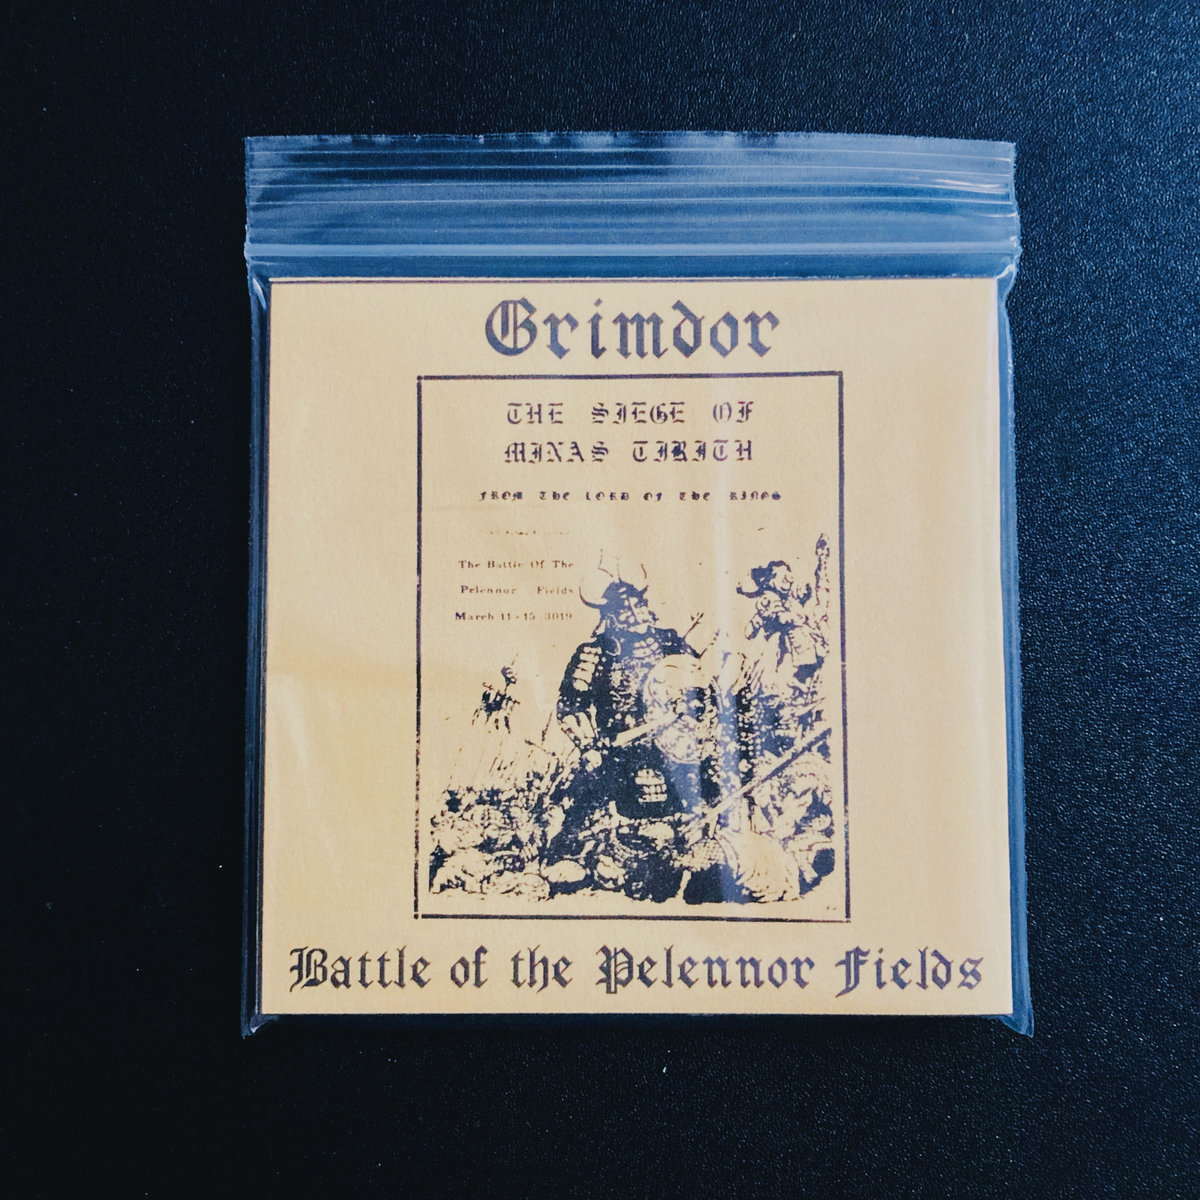 Grimdor
THE SIEGE OF
MINAS TIRITH
FROM THE LORD OF THE RINGS
The Battle Of The
Pelennor Fields
March 11-15 3019
Battle of the Pelennor Fields